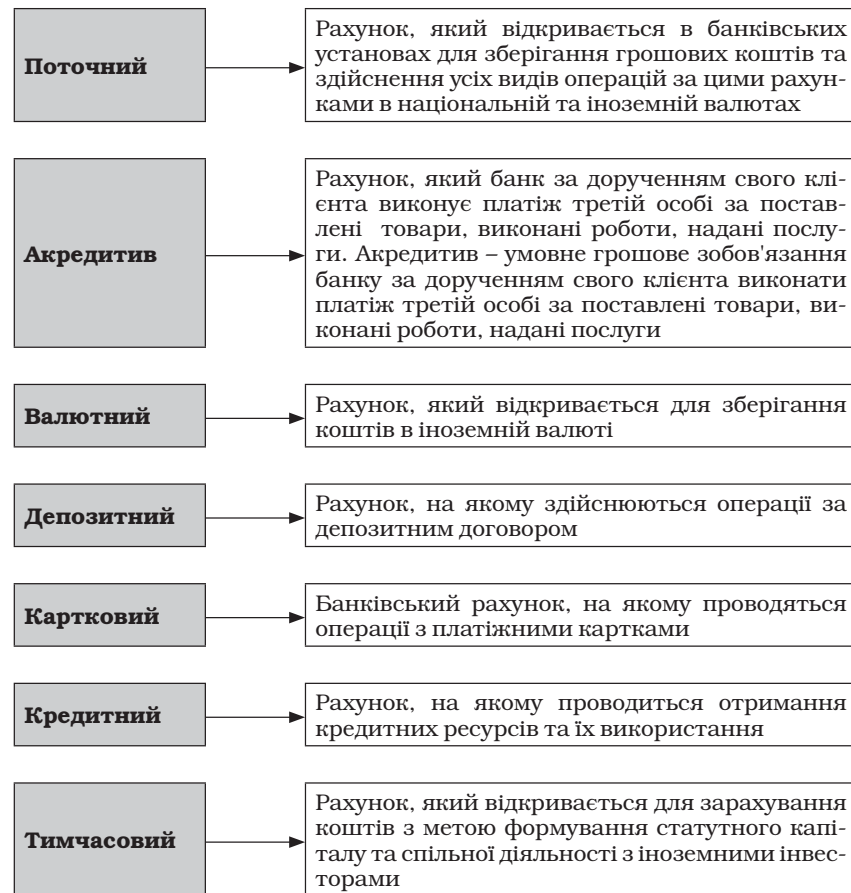 Поточний
Рахунок, який відкривається в банківських
установах для зберігання грошових коштів та
здійснення усіх видів операцій за цими рахун-
ками в національній та іноземній валютах
Акредитив
Рахунок, який банк за дорученням свого клі-
єнта виконує платіж третій особі за постав-
лені товари, виконані роботи, надані послу-
ги. Акредитив – умовне грошове зобов'язання
банку за дорученням свого клієнта виконати
платіж третій особі за поставлені товари, ви-
конані роботи, надані послуги
Валютний
Рахунок, який відкривається для зберігання
коштів в іноземній валюті
Депозитний
Рахунок, на якому здійснюються операції за
депозитним договором
Картковий
Банківський рахунок, на якому проводяться
операції з платіжними картками
Кредитний
Рахунок, на якому проводиться отримання
кредитних ресурсів та їх використання
Тимчасовий
Рахунок, який відкривається для зарахування
коштів з метою формування статутного капі-
талу та спільної діяльності з іноземними інвес-
торами